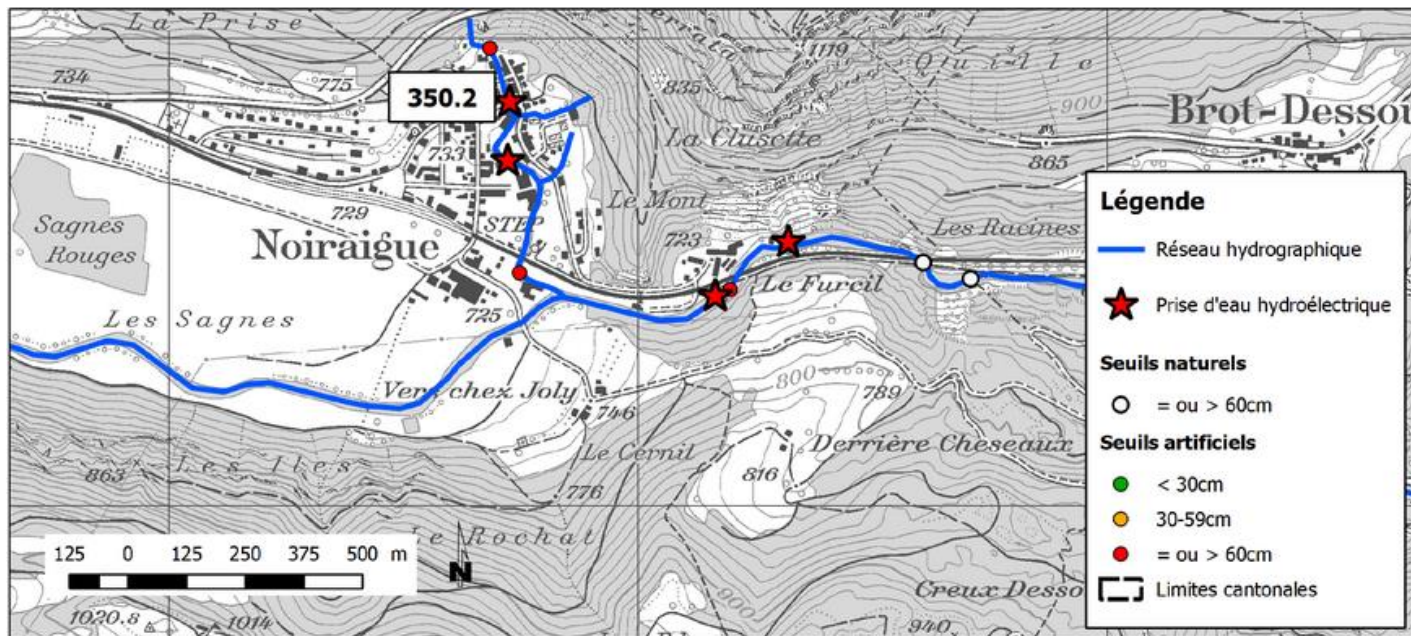 La Prise
734
775
350.2
835
1119
Quille
900
Brot-Dessou
La Clusette
865
733
Le Mont
729
STEP
723
Les Racines
Sagnes
Rouges
Noiraigue
Le Furcil
725
Les Sagnes
Vers chez Joly
800
789
746
Derrière Cheseaux
Le Cernil
863
Les Iles
816
776
le Rochat
125 0 125 250 375 500 m
N
Creux Desso
900
1020.8
1014
940
Légende
Réseau hydrographique
Prise d'eau hydroélectrique
Seuils naturels
= ou > 60cm
Seuils artificiels
< 30cm
30-59cm
= ou > 60cm
Limites cantonales